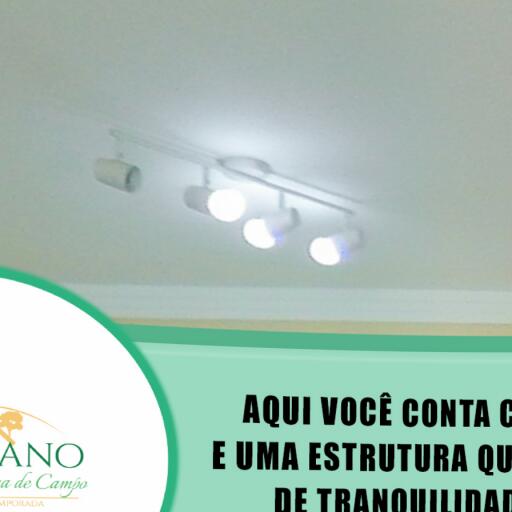 AQUI VOCÊ CONTA C
E UMA ESTRUTURA QU
DE TRANQUILIDAD
ANO
a de Campo
MPORADA